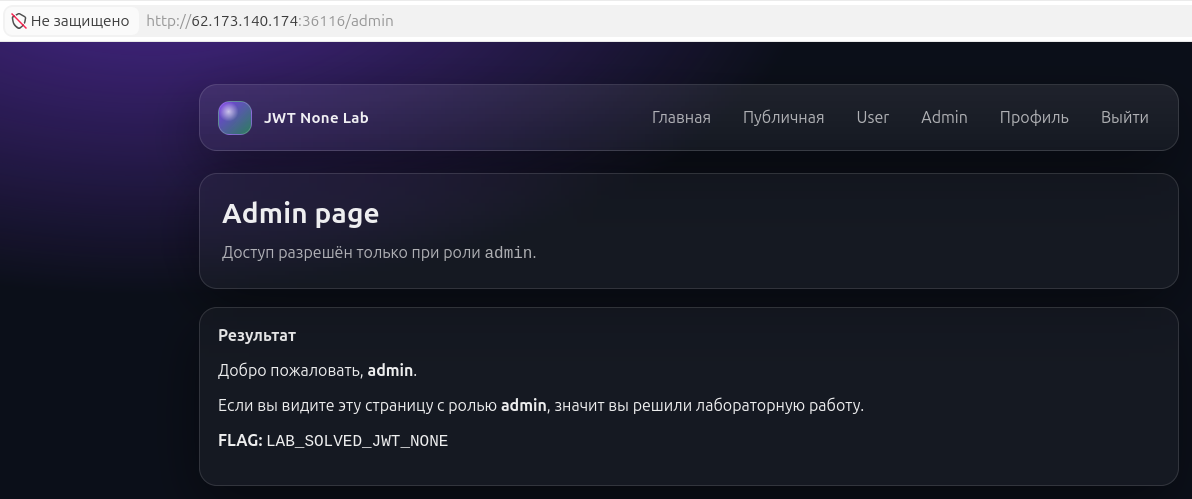 Не защищено http://62.173.140.174:36116/admin
JWT None Lab Главная Публичная User Admin Профиль Выйти
Admin page
Доступ разрешён только при роли admin.
Результат
Добро пожаловать, admin.
Если вы видите эту страницу с ролью admin, значит вы решили лабораторную работу.
FLAG: LAB_SOLVED_JWT_NONE